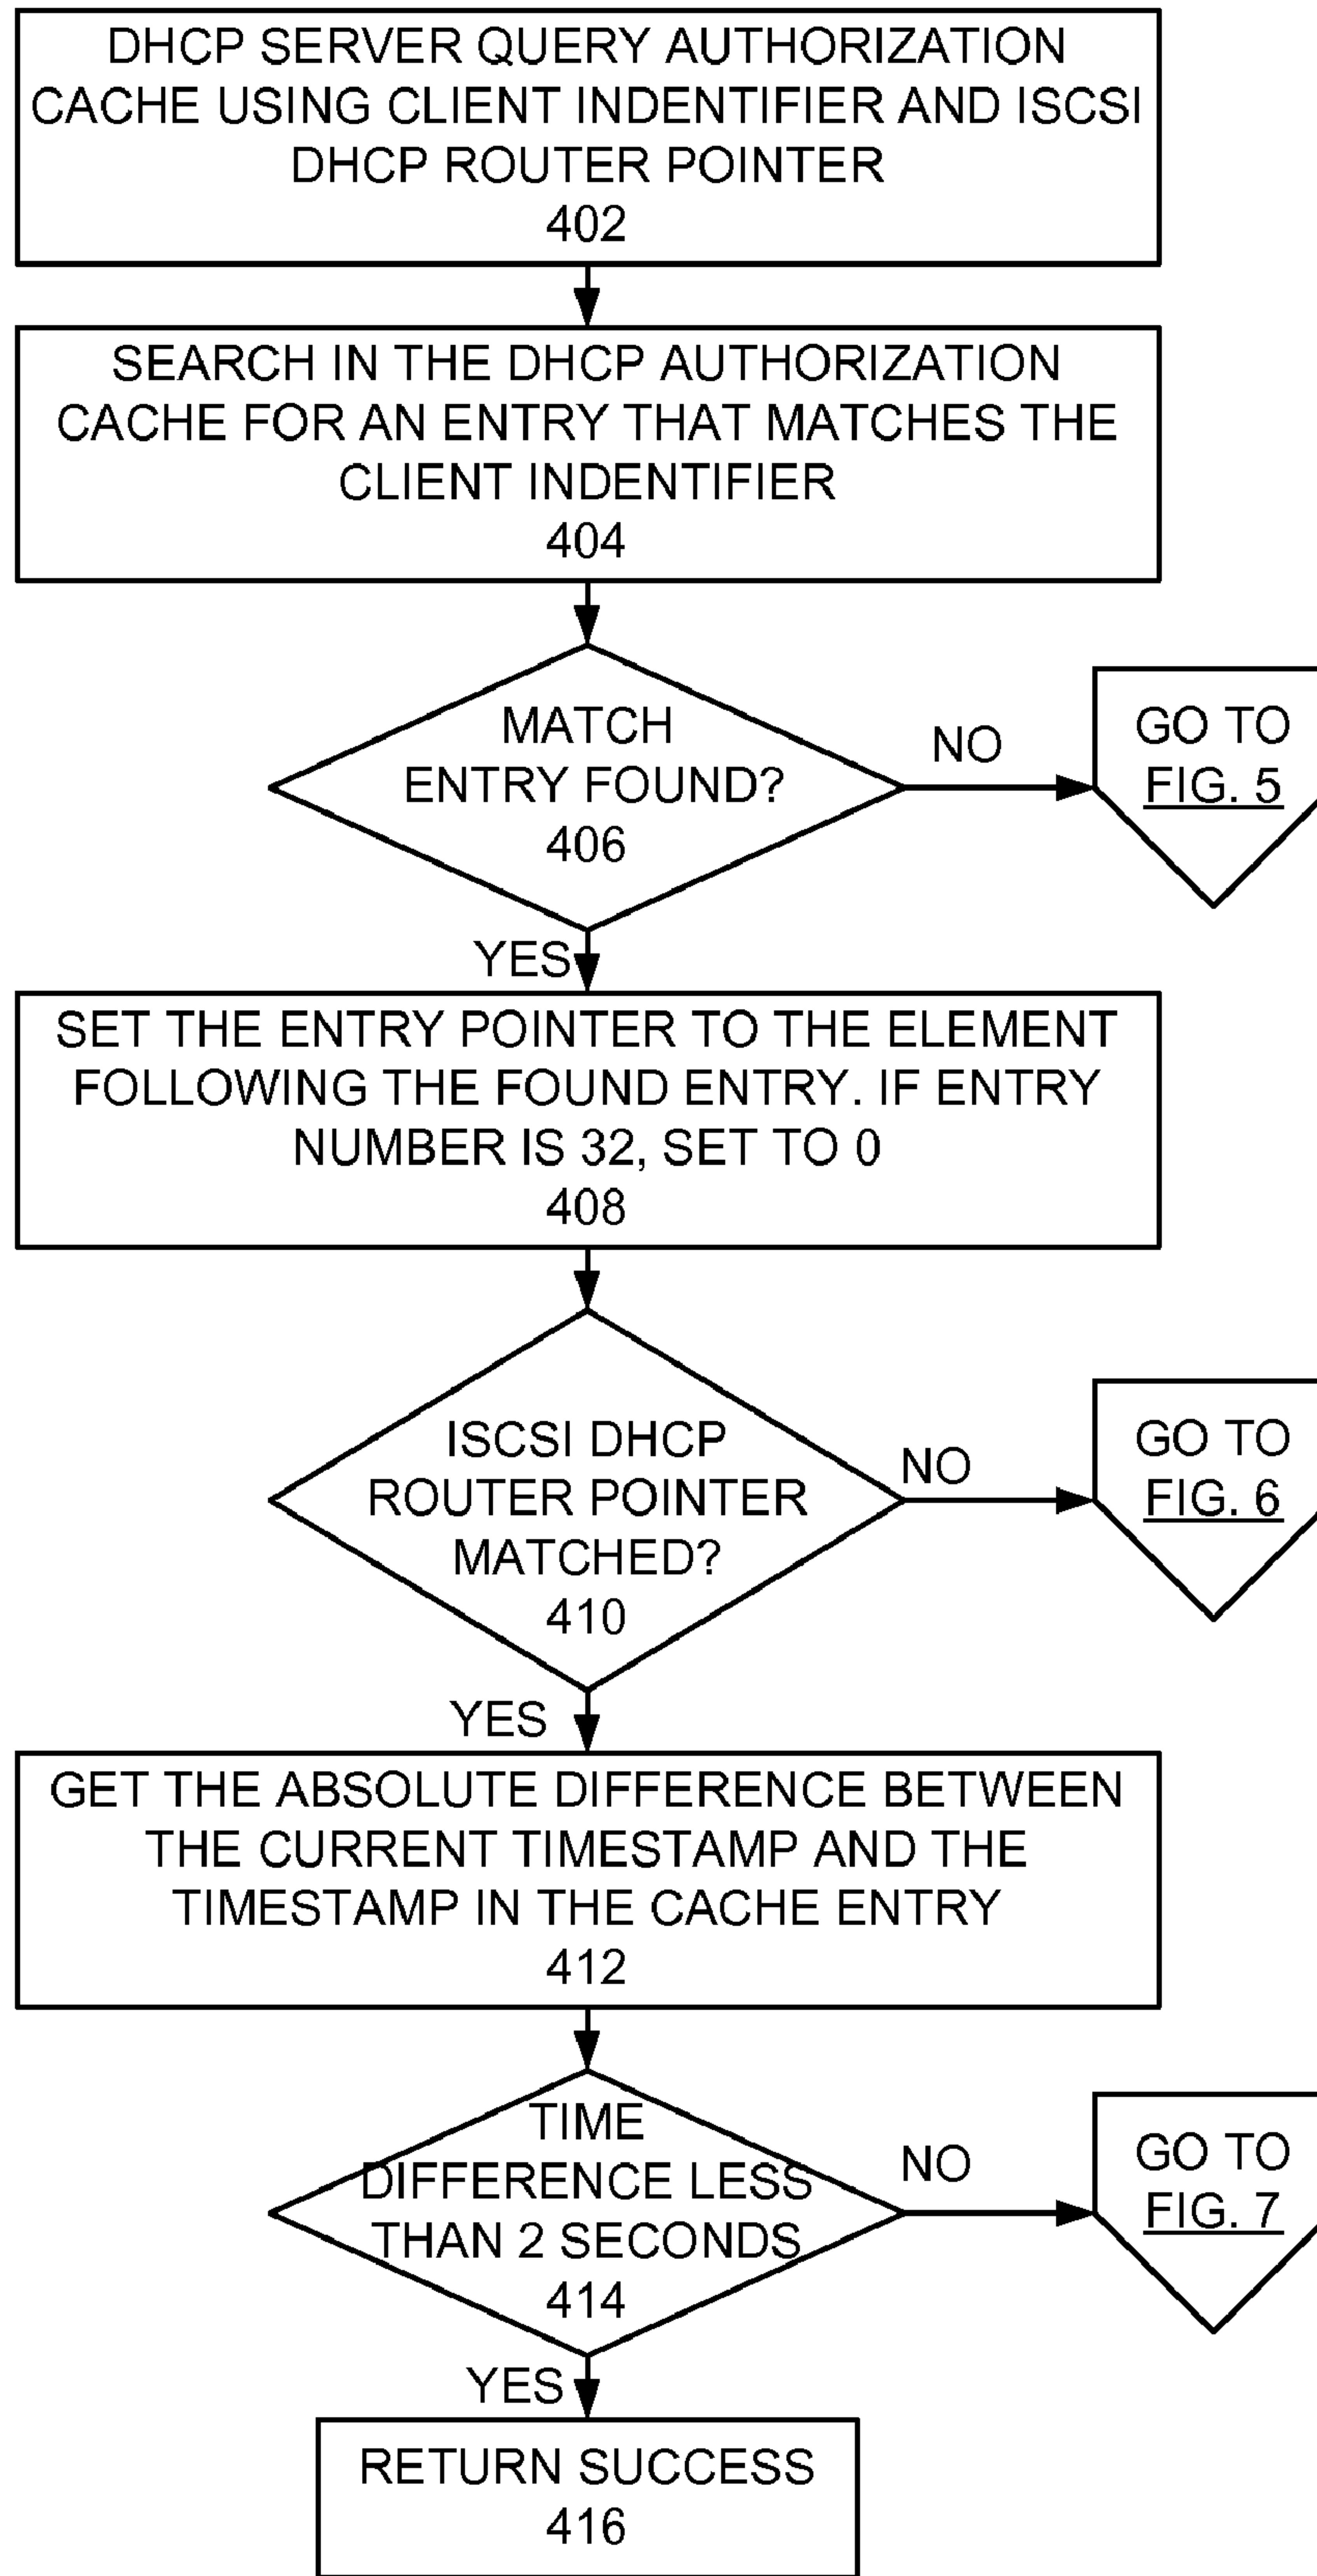 DHCP SERVER QUERY AUTHORIZATION
CACHE USING CLIENT INDENTIFIER AND ISCSI
DHCP ROUTER POINTER
402
SEARCH IN THE DHCP AUTHORIZATION
CACHE FOR AN ENTRY THAT MATCHES THE
CLIENT INDENTIFIER
404
MATCH
ENTRY FOUND?
406
NO
GO TO
FIG. 5
YES
SET THE ENTRY POINTER TO THE ELEMENT
FOLLOWING THE FOUND ENTRY. IF ENTRY
NUMBER IS 32, SET TO 0
408
ISCSI DHCP
ROUTER POINTER
MATCHED?
410
NO
GO TO
FIG. 6
YES
GET THE ABSOLUTE DIFFERENCE BETWEEN
THE CURRENT TIMESTAMP AND THE
TIMESTAMP IN THE CACHE ENTRY
412
TIME
DIFFERENCE LESS
THAN 2 SECONDS
414
NO
GO TO
FIG. 7
YES
RETURN SUCCESS
416